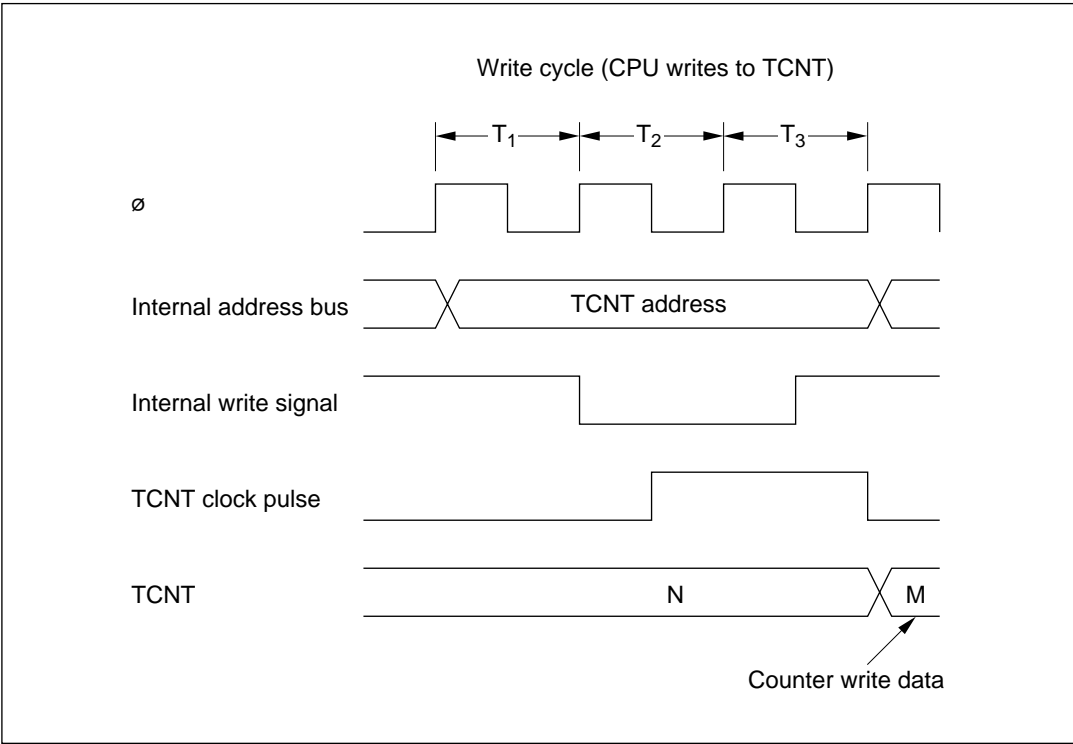 Write cycle (CPU writes to TCNT)
T1 T2 T3
ø
Internal address bus TCNT address
Internal write signal
TCNT clock pulse
TCNT N M
Counter write data